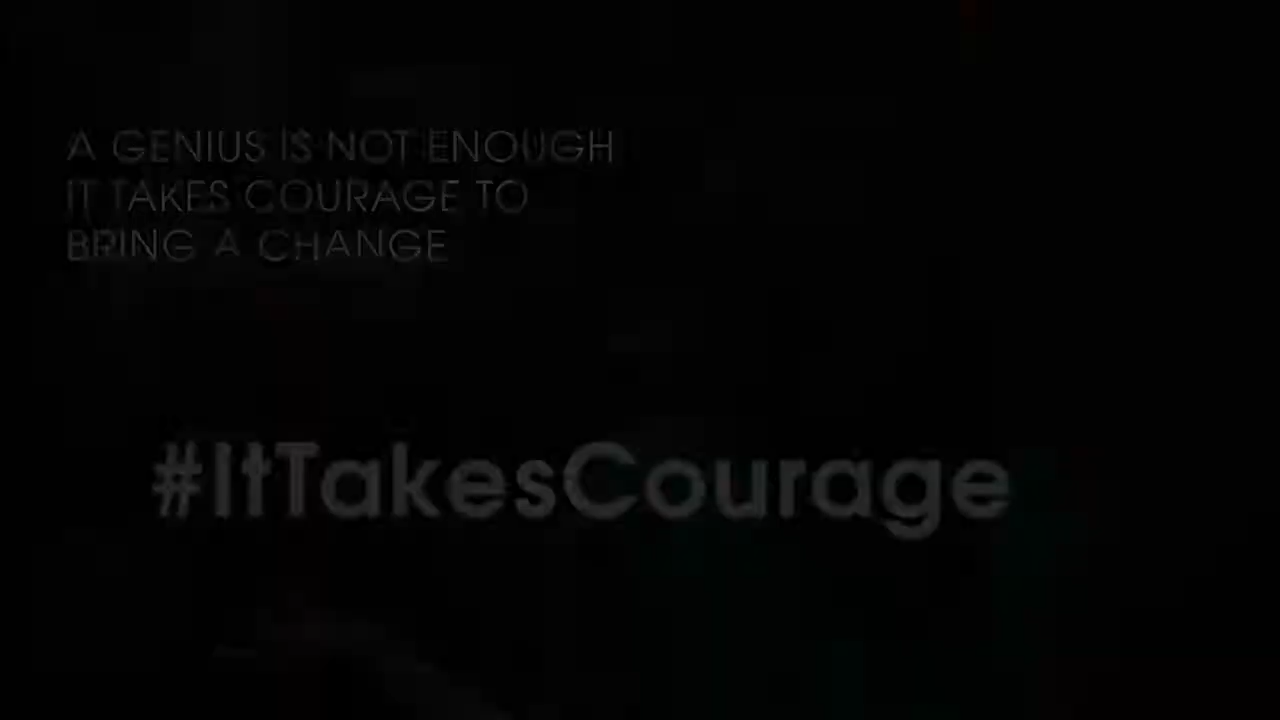 A GENIUS IS NOT ENOUGH
IT TAKES COURAGE TO
BRING A CHANGE
#ItTakesCourage